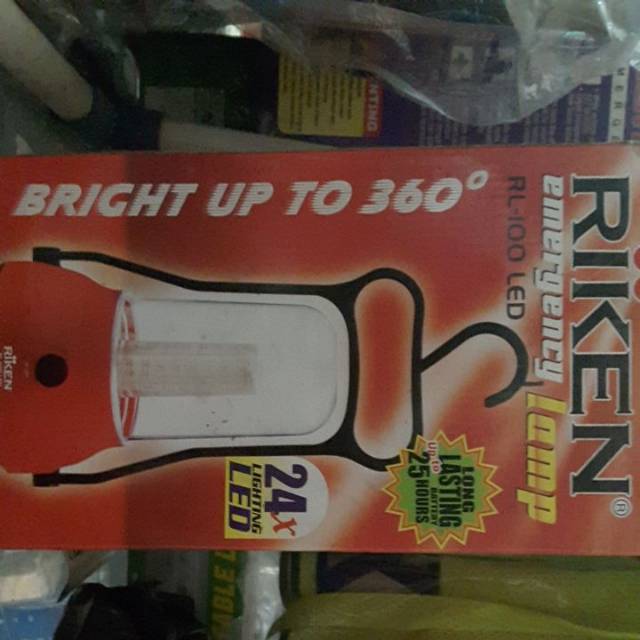 RIKEN®
emergency lamp
RL-100 LED
BRIGHT UP TO 360°
LONG
LASTING
BATTERY
up to
25 HOURS
24x
LIGHTING
LED
RIKEN